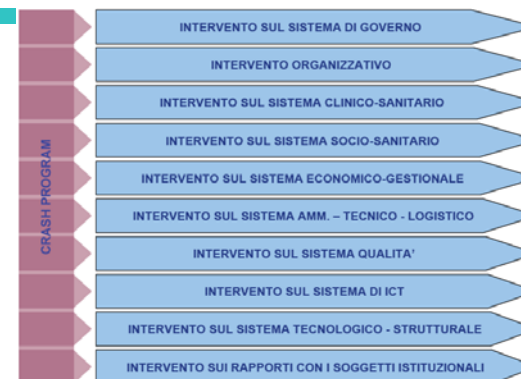 INTERVENTO SUL SISTEMA DI GOVERNO
INTERVENTO ORGANIZZATIVO
INTERVENTO SUL SISTEMA CLINICO-SANITARIO
INTERVENTO SUL SISTEMA SOCIO-SANITARIO
INTERVENTO SUL SISTEMA ECONOMICO-GESTIONALE
INTERVENTO SUL SISTEMA AMM. – TECNICO - LOGISTICO
INTERVENTO SUL SISTEMA QUALITA'
INTERVENTO SUL SISTEMA DI ICT
INTERVENTO SUL SISTEMA TECNOLOGICO - STRUTTURALE
INTERVENTO SUI RAPPORTI CON I SOGGETTI ISTITUZIONALI
CRASH PROGRAM